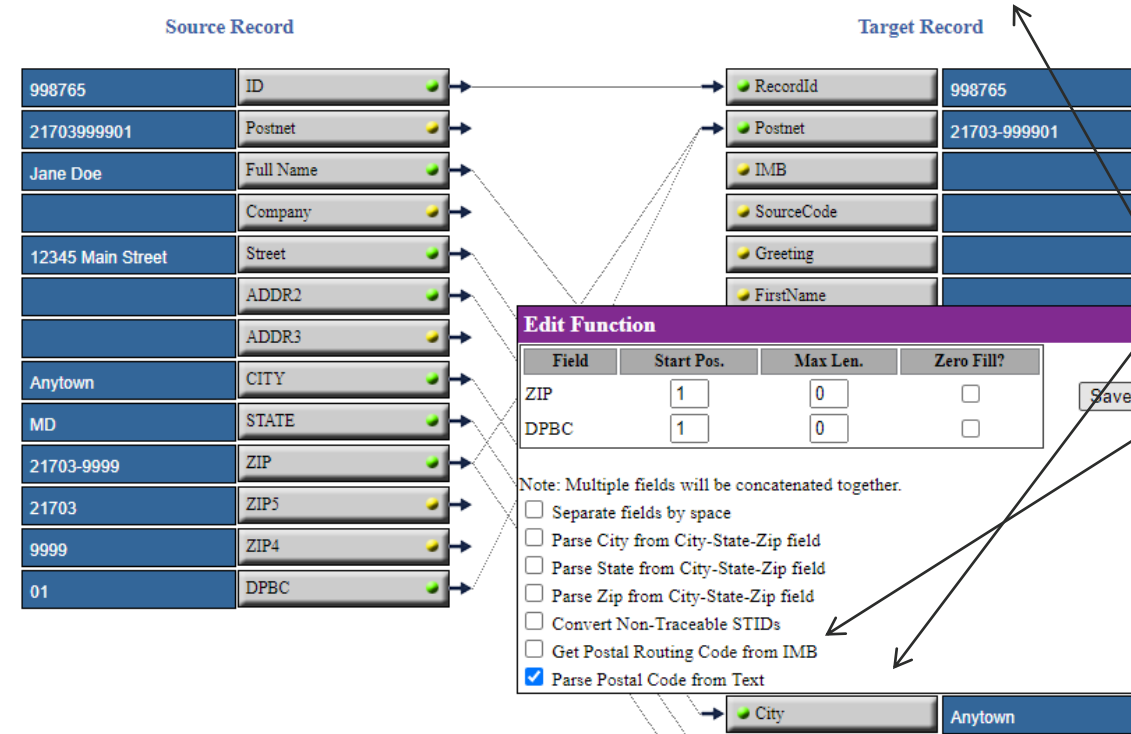 Source Record
Target Record
998765 ID RecordId 998765
21703999901 Postnet Postnet 21703-999901
Jane Doe Full Name IMB
Company SourceCode
12345 Main Street Street Greeting
ADDR2 FirstName
ADDR3
Anytown CITY
MD STATE
21703-9999 ZIP
21703 ZIP5
9999 ZIP4
01 DPBC
Edit Function
Field Start Pos. Max Len. Zero Fill?
ZIP 1 0
DPBC 1 0
Save
Note: Multiple fields will be concatenated together.
Separate fields by space
Parse City from City-State-Zip field
Parse State from City-State-Zip field
Parse Zip from City-State-Zip field
Convert Non-Traceable STIDs
Get Postal Routing Code from IMB
Parse Postal Code from Text
City Anytown